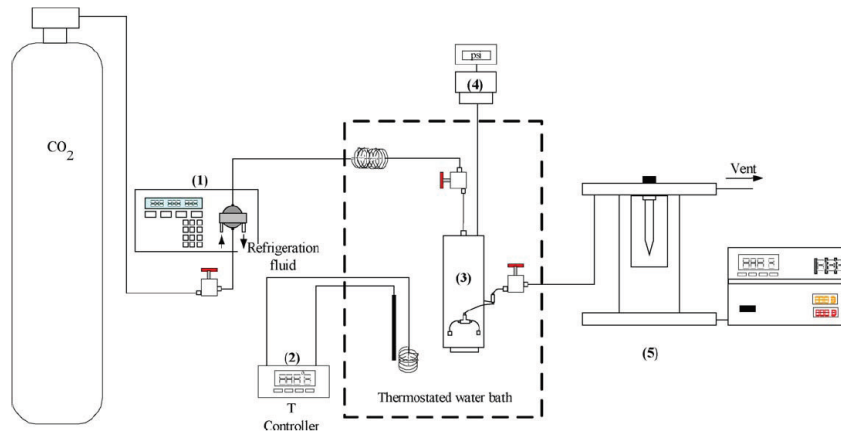 psi
(4)
CO2
(1)
Vent
Refrigeration
fluid
(3)
(2)
(5)
Thermostated water bath
T
Controller